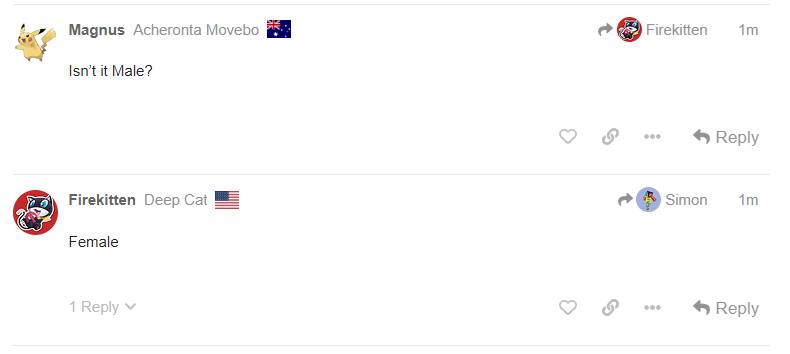 Magnus Acheronta Movebo Firekitten 1m
Isn't it Male?
Reply
Firekitten Deep Cat Simon 1m
Female
1 Reply Reply